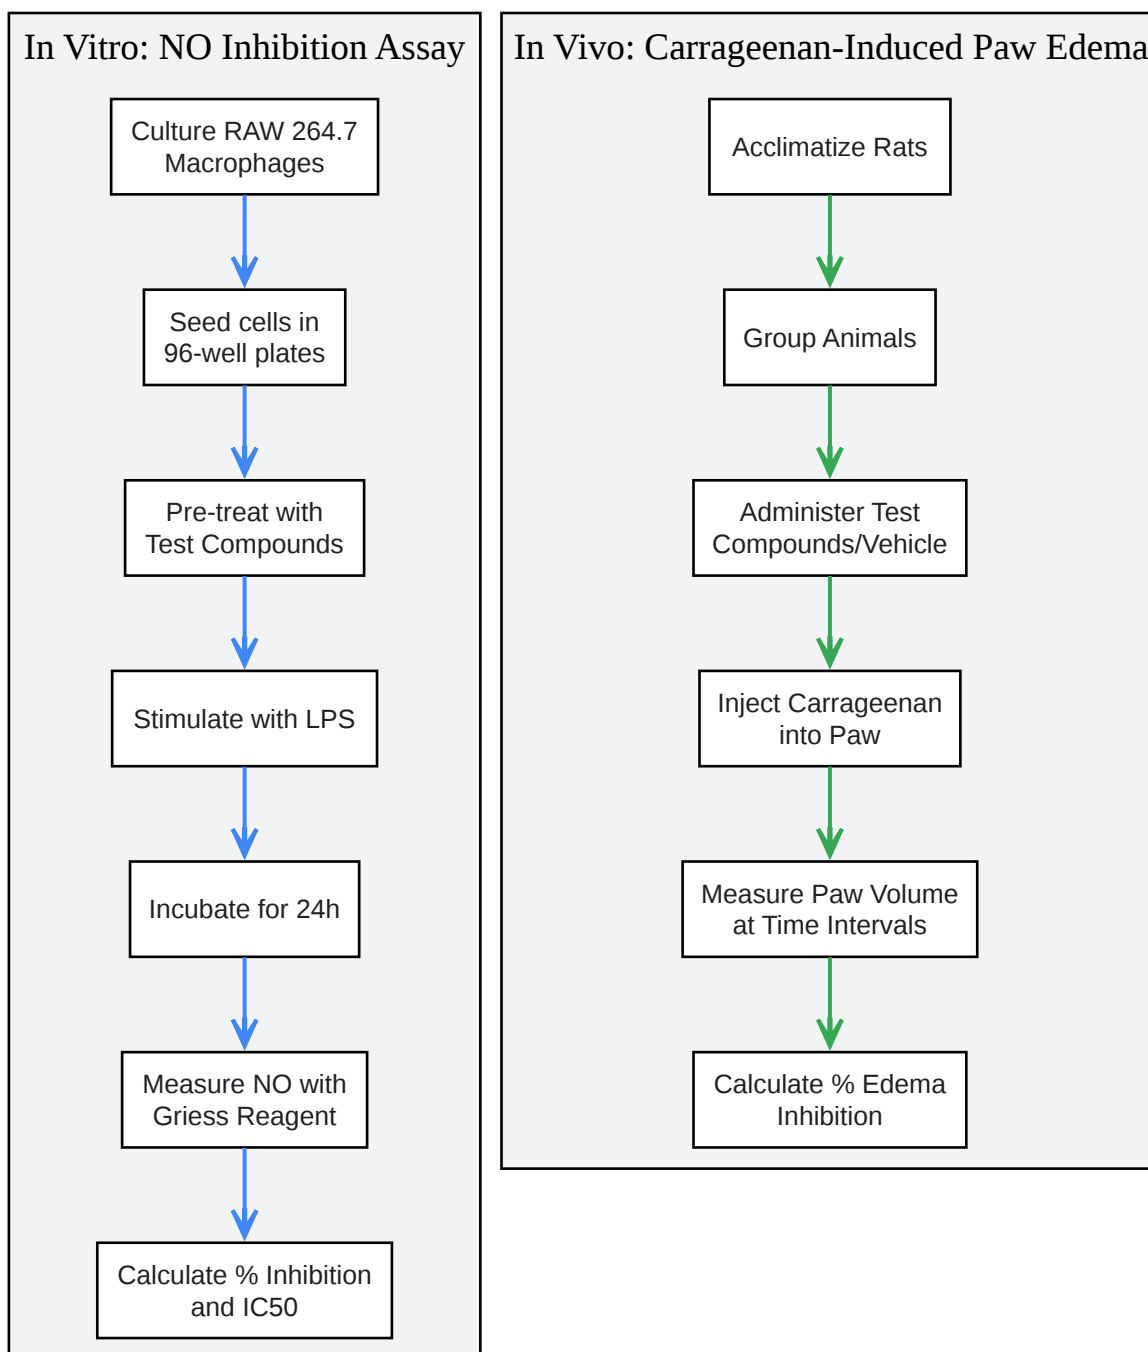 In Vitro: NO Inhibition Assay
Culture RAW 264.7
Macrophages
Seed cells in
96-well plates
Pre-treat with
Test Compounds
Stimulate with LPS
Incubate for 24h
Measure NO with
Griess Reagent
Calculate % Inhibition
and IC50
In Vivo: Carrageenan-Induced Paw Edema
Acclimatize Rats
Group Animals
Administer Test
Compounds/Vehicle
Inject Carrageenan
into Paw
Measure Paw Volume
at Time Intervals
Calculate % Edema
Inhibition